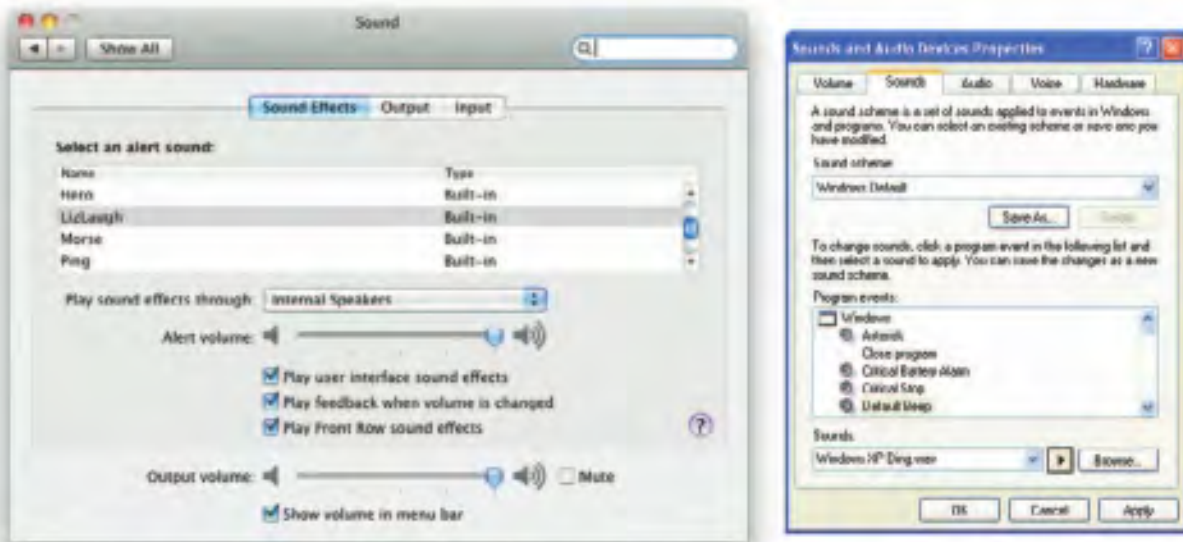 Sound
Show All
Sound Effects Output Input
Select an alert sound:
Name Type
Hero Built-in
LizLaugh Built-in
Morse Built-in
Ping Built-in
Play sound effects through: Internal Speakers
Alert volume:
Play user interface sound effects
Play feedback when volume is changed
Play Front Row sound effects
?
Output volume: Mute
Show volume in menu bar
Sounds and Audio Devices Properties
?
Volume Sounds Audio Voice Hardware
A sound scheme is a set of sounds applied to events in Windows
and programs. You can select an existing scheme or save one you
have modified.
Sound scheme:
Windows Default
Save As... Delete
To change sounds, click a program event in the following list and
then select a sound to apply. You can save the changes as a new
sound scheme.
Program events:
Windows
Asterisk
Close program
Critical Battery Alarm
Critical Stop
Default Beep
Sounds:
Windows XP Ding.wav Browse...
OK Cancel Apply